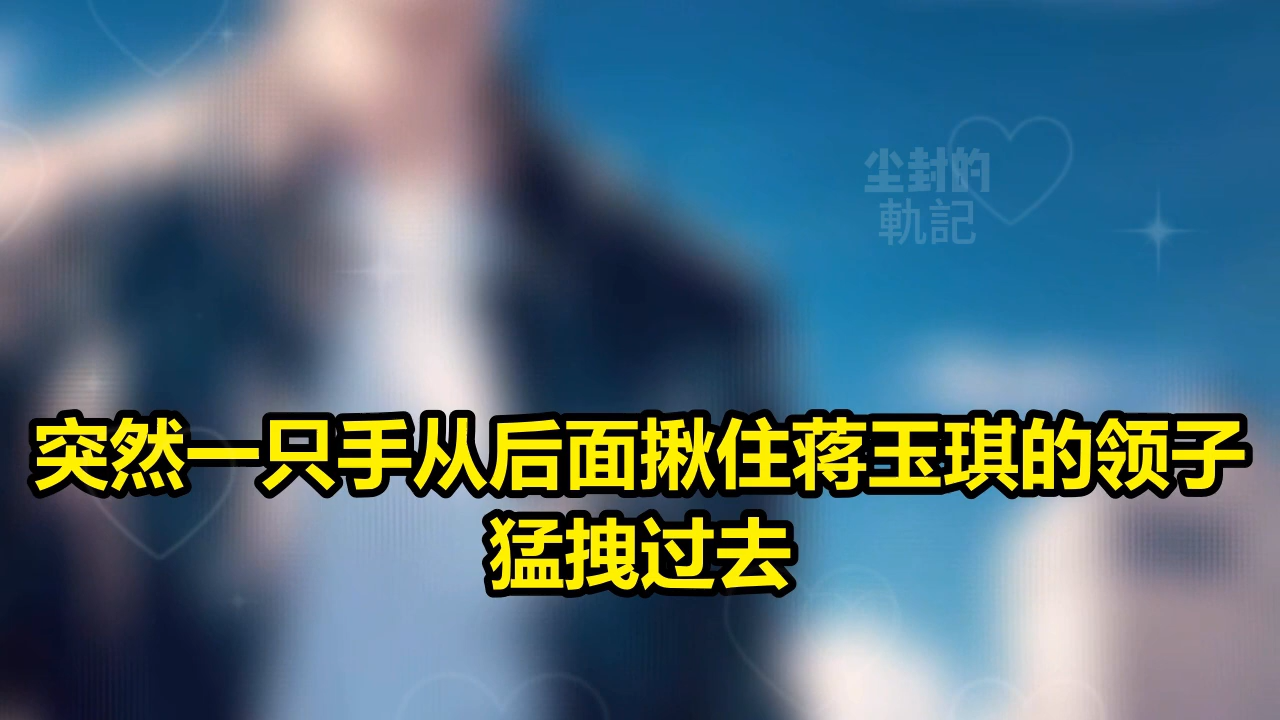 尘封的
軌記
突然一只手从后面揪住蒋玉琪的领子
猛拽过去